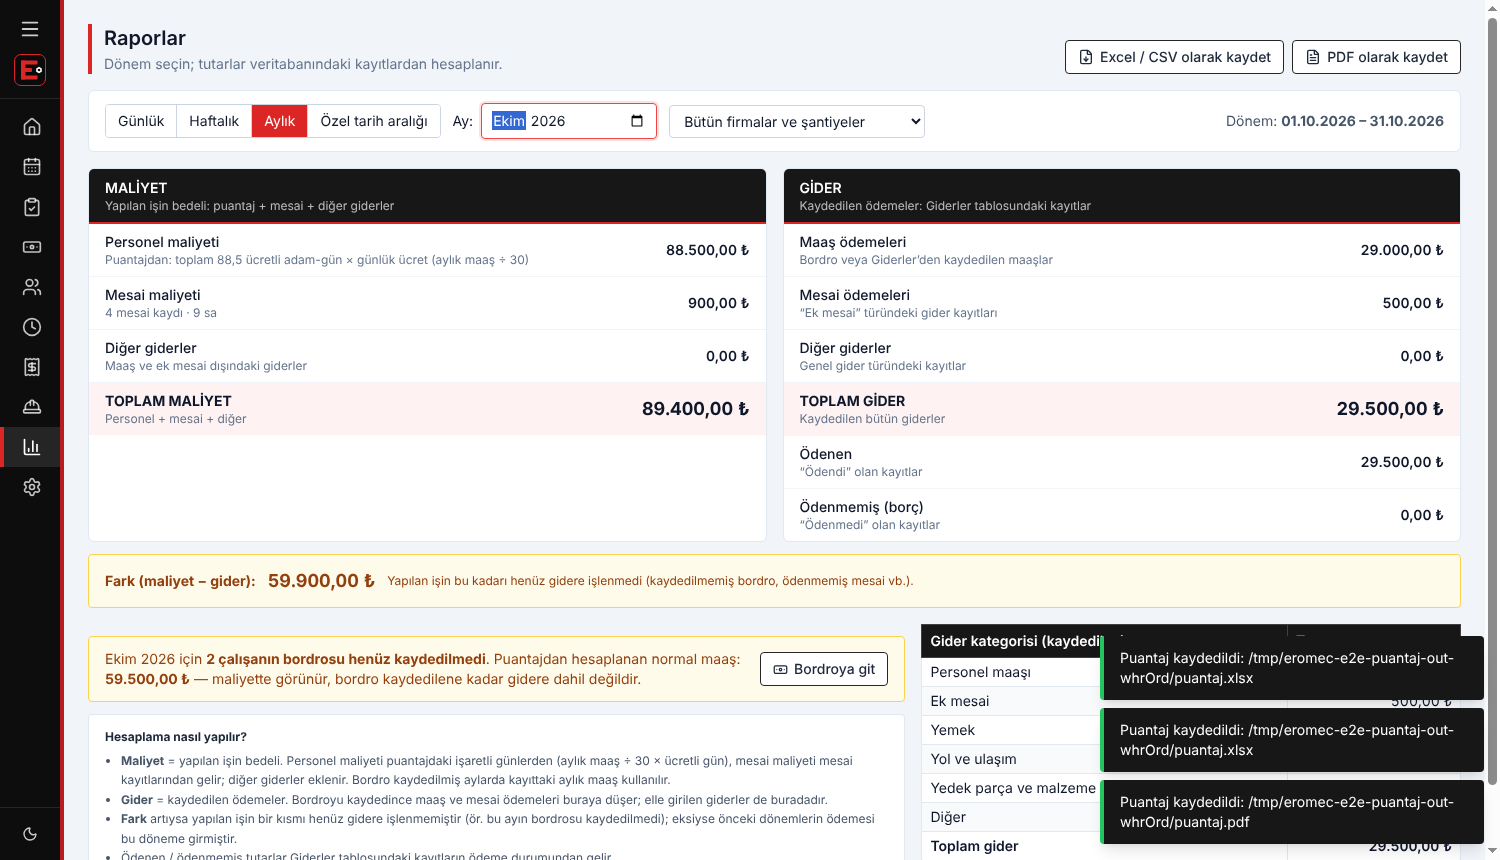 Raporlar
Dönem seçin; tutarlar veritabanındaki kayıtlardan hesaplanır.
Excel / CSV olarak kaydet
PDF olarak kaydet
Günlük
Haftalık
Aylık
Özel tarih aralığı
Ay:
Ekim 2026
Bütün firmalar ve şantiyeler
Dönem: 01.10.2026 – 31.10.2026
MALİYET
Yapılan işin bedeli: puantaj + mesai + diğer giderler
Personel maliyeti
88.500,00 ₺
Puantajdan: toplam 88,5 ücretli adam-gün × günlük ücret (aylık maaş ÷ 30)
Mesai maliyeti
900,00 ₺
4 mesai kaydı · 9 sa
Diğer giderler
0,00 ₺
Maaş ve ek mesai dışındaki giderler
TOPLAM MALİYET
89.400,00 ₺
Personel + mesai + diğer
GİDER
Kaydedilen ödemeler: Giderler tablosundaki kayıtlar
Maaş ödemeleri
29.000,00 ₺
Bordro veya Giderler’den kaydedilen maaşlar
Mesai ödemeleri
500,00 ₺
“Ek mesai” türündeki gider kayıtları
Diğer giderler
0,00 ₺
Genel gider türündeki kayıtlar
TOPLAM GİDER
29.500,00 ₺
Kaydedilen bütün giderler
Ödenen
29.500,00 ₺
“Ödendi” olan kayıtlar
Ödenmemiş (borç)
0,00 ₺
“Ödenmedi” olan kayıtlar
Fark (maliyet – gider): 59.900,00 ₺ Yapılan işin bu kadarı henüz gidere işlenmedi (kaydedilmemiş bordro, ödenmemiş mesai vb.).
Ekim 2026 için 2 çalışanın bordrosu henüz kaydedilmedi. Puantajdan hesaplanan normal maaş:
59.500,00 ₺ — maliyette görünür, bordro kaydedilene kadar gidere dahil değildir.
Bordroya git
Hesaplama nasıl yapılır?
• Maliyet = yapılan işin bedeli. Personel maliyeti puantajdaki işaretli günlerden (aylık maaş ÷ 30 × ücretli gün), mesai maliyeti mesai
kayıtlarından gelir; diğer giderler eklenir. Bordro kaydedilmiş aylarda kayıttaki aylık maaş kullanılır.
• Gider = kaydedilen ödemeler. Bordroyu kaydedince maaş ve mesai ödemeleri buraya düşer; elle girilen giderler de buradadır.
• Fark artıysa yapılan işin bir kısmı henüz gidere işlenmemiştir (ör. bu ayın bordrosu kaydedilmedi); eksiyse önceki dönemlerin ödemesi
bu döneme girmiştir.
• Ödenen / ödenmemiş tutarlar Giderler tablosundaki kayıtların ödeme durumundan gelir.
Gider kategorisi (kaydedi
Personel maaşı
Ek mesai
500,00 ₺
Yemek
Yol ve ulaşım
Yedek parça ve malzeme
Diğer
Toplam gider
29.500,00 ₺
Puantaj kaydedildi: /tmp/eromec-e2e-puantaj-out-
whrOrd/puantaj.xlsx
Puantaj kaydedildi: /tmp/eromec-e2e-puantaj-out-
whrOrd/puantaj.xlsx
Puantaj kaydedildi: /tmp/eromec-e2e-puantaj-out-
whrOrd/puantaj.pdf